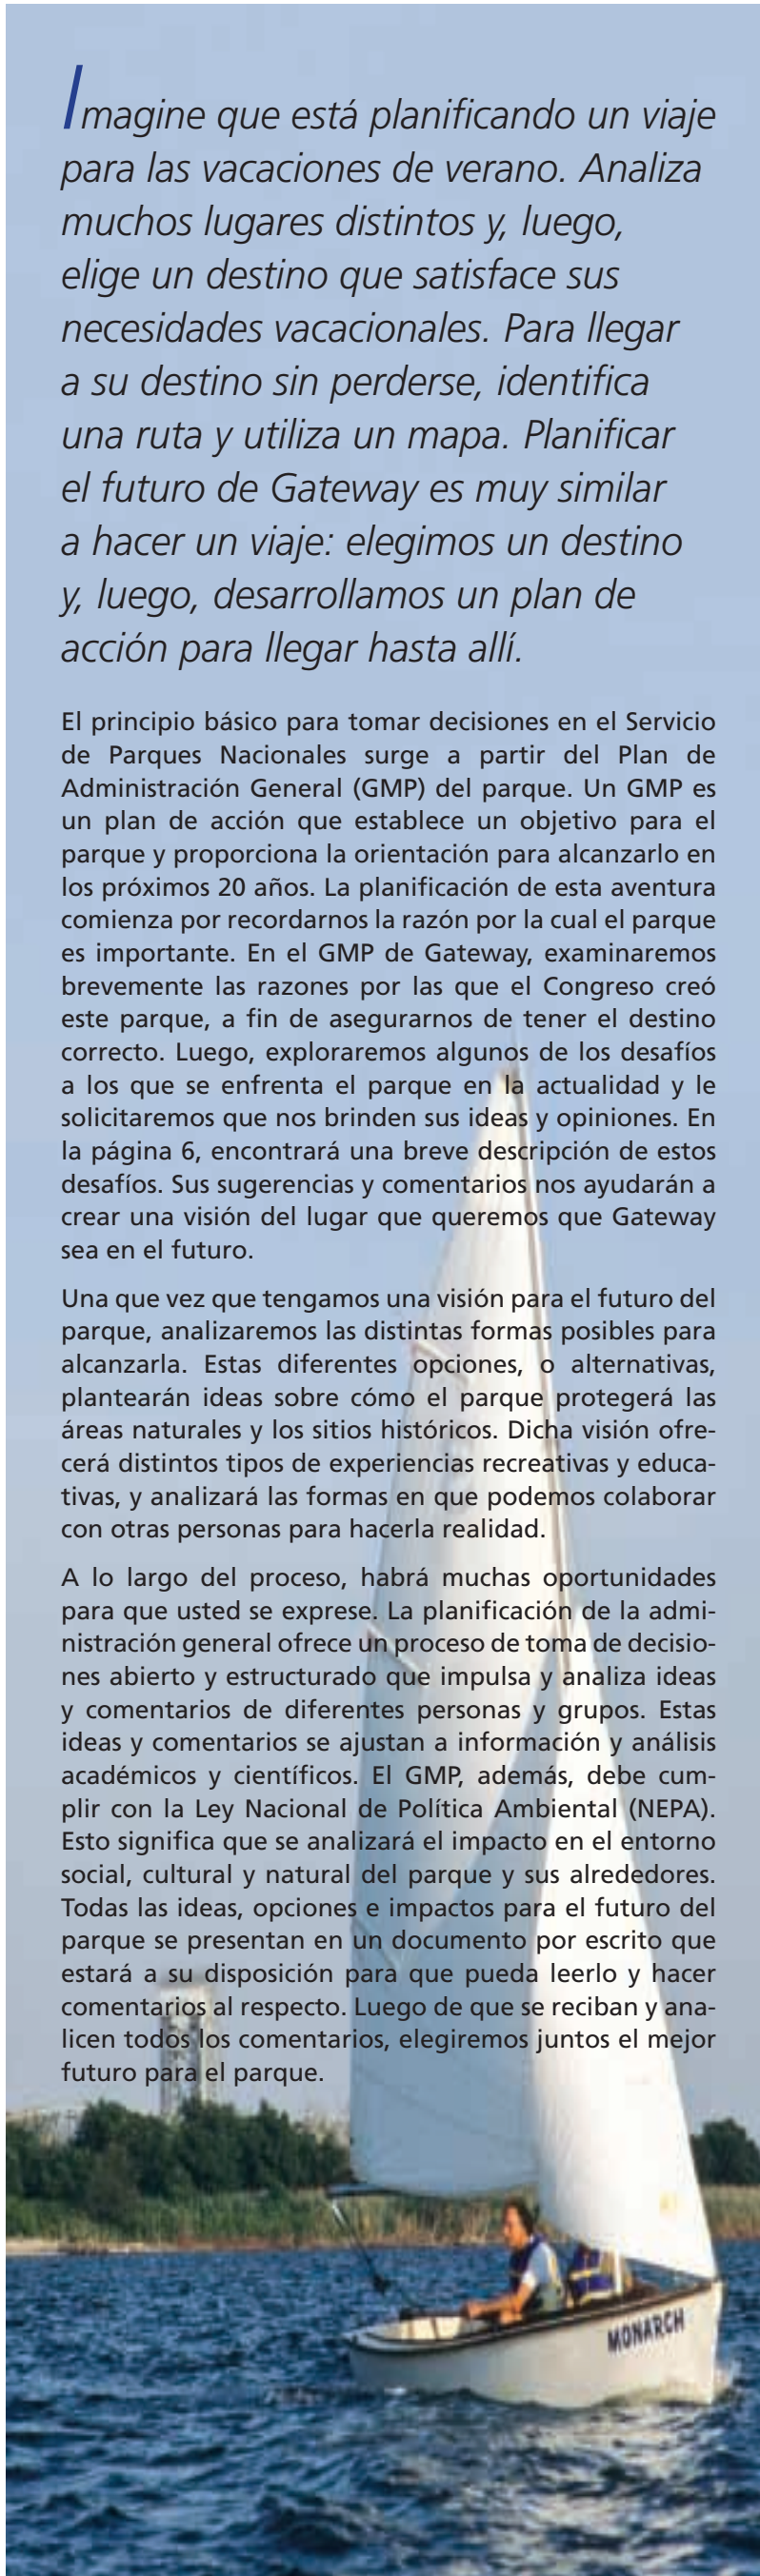 Imagine que está planificando un viaje
para las vacaciones de verano. Analiza
muchos lugares distintos y, luego,
elige un destino que satisface sus
necesidades vacacionales. Para llegar
a su destino sin perderse, identifica
una ruta y utiliza un mapa. Planificar
el futuro de Gateway es muy similar
a hacer un viaje: elegimos un destino
y, luego, desarrollamos un plan de
acción para llegar hasta allí.
El principio básico para tomar decisiones en el Servicio
de Parques Nacionales surge a partir del Plan de
Administración General (GMP) del parque. Un GMP es
un plan de acción que establece un objetivo para el
parque y proporciona la orientación para alcanzarlo en
los próximos 20 años. La planificación de esta aventura
comienza por recordarnos la razón por la cual el parque
es importante. En el GMP de Gateway, examinaremos
brevemente las razones por las que el Congreso creó
este parque, a fin de asegurarnos de tener el destino
correcto. Luego, exploraremos algunos de los desafíos
a los que se enfrenta el parque en la actualidad y le
solicitaremos que nos brinden sus ideas y opiniones. En
la página 6, encontrará una breve descripción de estos
desafíos. Sus sugerencias y comentarios nos ayudarán a
crear una visión del lugar que queremos que Gateway
sea en el futuro.
Una que vez que tengamos una visión para el futuro del
parque, analizaremos las distintas formas posibles para
alcanzarla. Estas diferentes opciones, o alternativas,
plantearán ideas sobre cómo el parque protegerá las
áreas naturales y los sitios históricos. Dicha visión ofre-
cerá distintos tipos de experiencias recreativas y educa-
tivas, y analizará las formas en que podemos colaborar
con otras personas para hacerla realidad.
A lo largo del proceso, habrá muchas oportunidades
para que usted se exprese. La planificación de la admi-
nistración general ofrece un proceso de toma de decisio-
nes abierto y estructurado que impulsa y analiza ideas
y comentarios de diferentes personas y grupos. Estas
ideas y comentarios se ajustan a información y análisis
académicos y científicos. El GMP, además, debe cum-
plir con la Ley Nacional de Política Ambiental (NEPA).
Esto significa que se analizará el impacto en el entorno
social, cultural y natural del parque y sus alrededores.
Todas las ideas, opciones e impactos para el futuro del
parque se presentan en un documento por escrito que
estará a su disposición para que pueda leerlo y hacer
comentarios al respecto. Luego de que se reciban y ana-
licen todos los comentarios, elegiremos juntos el mejor
futuro para el parque.
MONARCH